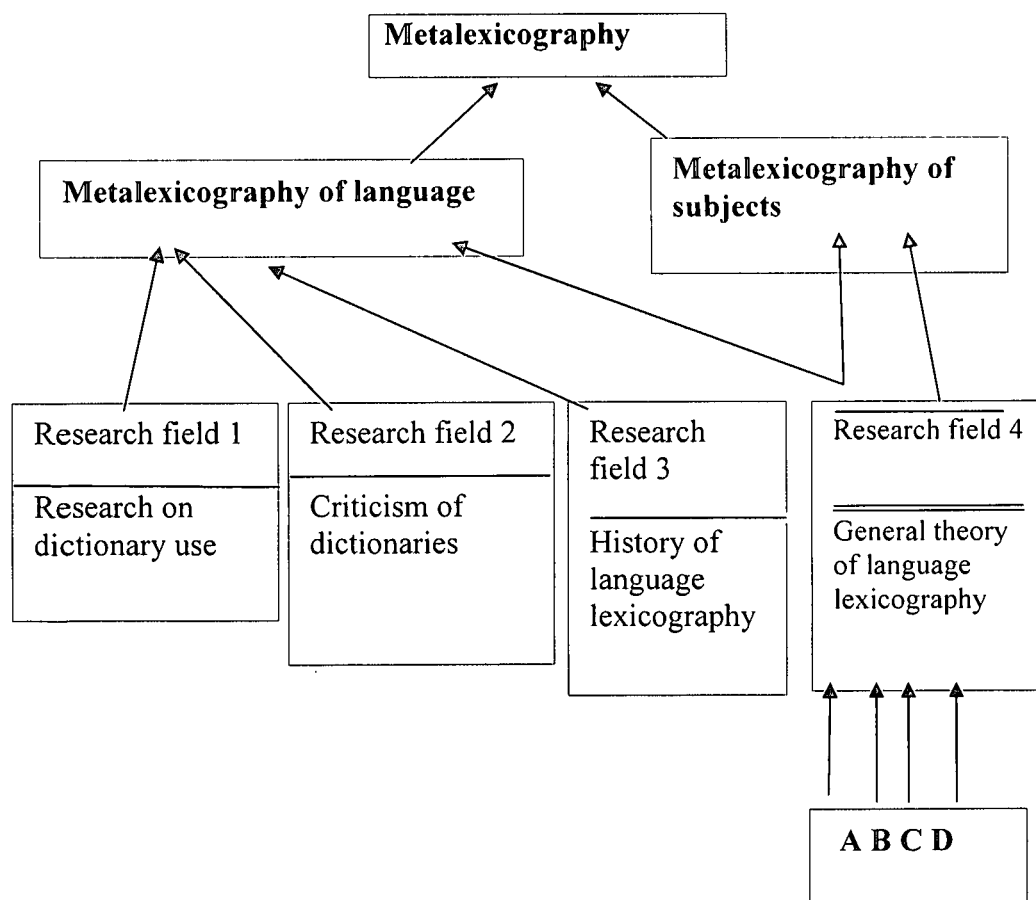 Metalexicography
Metalexicography of language
Metalexicography of
subjects
Research field 1
Research on
dictionary use
Research field 2
Criticism of
dictionaries
Research
field 3
History of
language
lexicography
Research field 4
General theory
of language
lexicography
A B C D